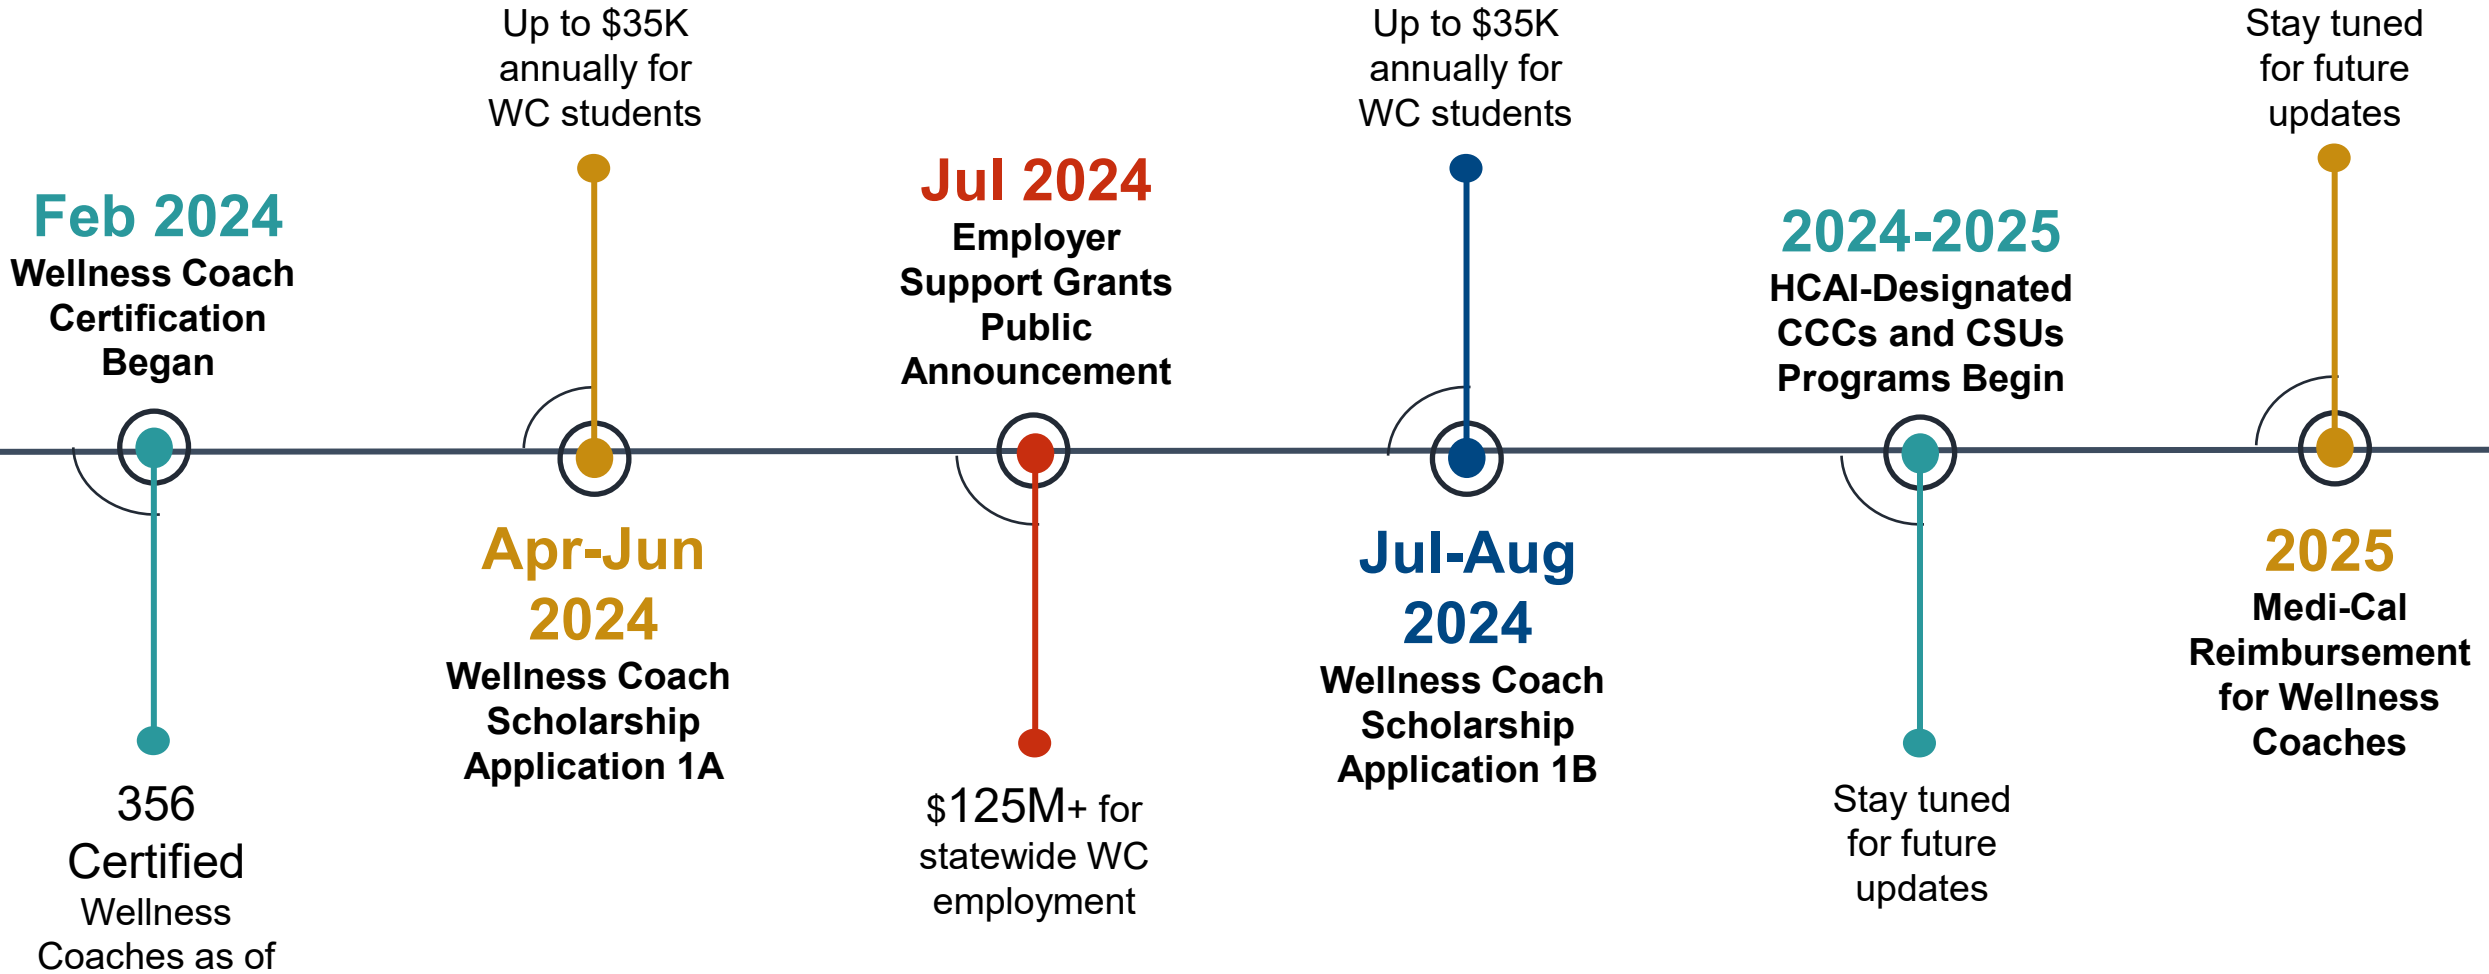 Feb 2024
Wellness Coach
Certification
Began
356
Certified
Wellness
Coaches as of
Up to $35K
annually for
WC students
Apr-Jun
2024
Wellness Coach
Scholarship
Application 1A
Jul 2024
Employer
Support Grants
Public
Announcement
$125M+ for
statewide WC
employment
Up to $35K
annually for
WC students
Jul-Aug
2024
Wellness Coach
Scholarship
Application 1B
2024-2025
HCAI-Designated
CCCs and CSUs
Programs Begin
Stay tuned
for future
updates
Stay tuned
for future
updates
2025
Medi-Cal
Reimbursement
for Wellness
Coaches